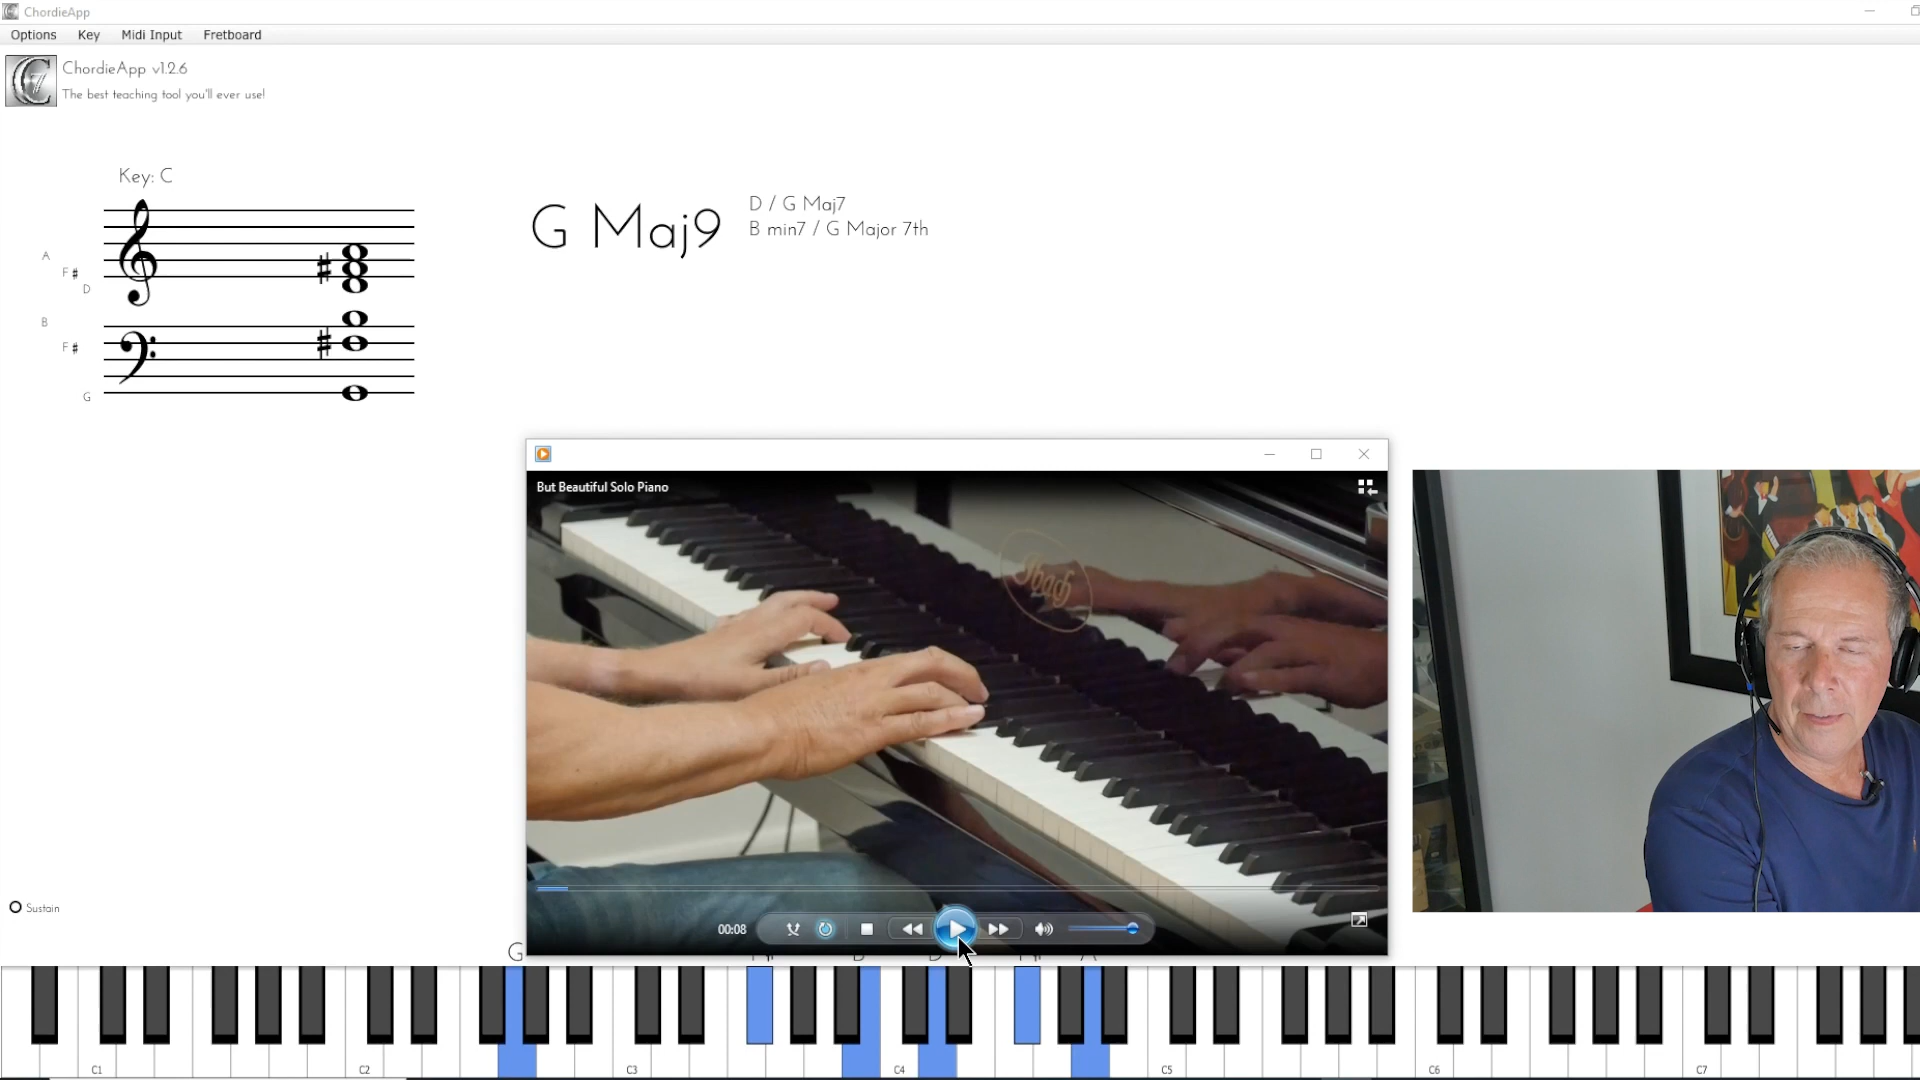 ChordieApp
Options Key Midi Input Fretboard
ChordieApp v1.2.6
The best teaching tool you'll ever use!
Key: C
G Maj9
D / G Maj7
B min7 / G Major 7th
A
F#
D
B
F#
G
But Beautiful Solo Piano
Ibach
00:08
Sustain
G
C1 C2 C3 C4 C5 C6 C7